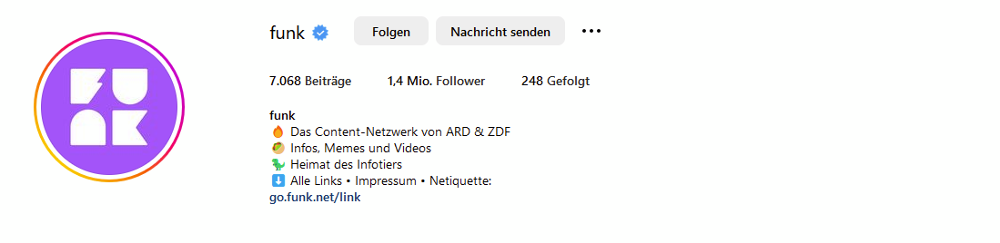 funk
Folgen
Nachricht senden
FUNK
7.068 Beiträge
1,4 Mio. Follower
248 Gefolgt
funk
🔥 Das Content-Netzwerk von ARD & ZDF
🥙 Infos, Memes und Videos
🦖 Heimat des Infotiers
⬇️ Alle Links • Impressum • Netiquette:
go.funk.net/link